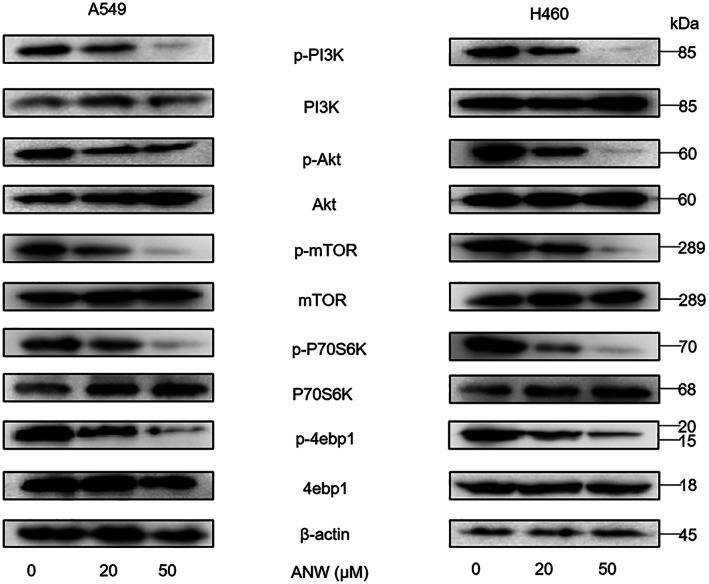 A549 H460
kDa
p-PI3K 85
PI3K 85
p-Akt 60
Akt 60
p-mTOR 289
mTOR 289
p-P70S6K 70
P70S6K 68
20
p-4ebp1 15
4ebp1 18
β-actin 45
0 20 50 ANW (μM) 0 20 50